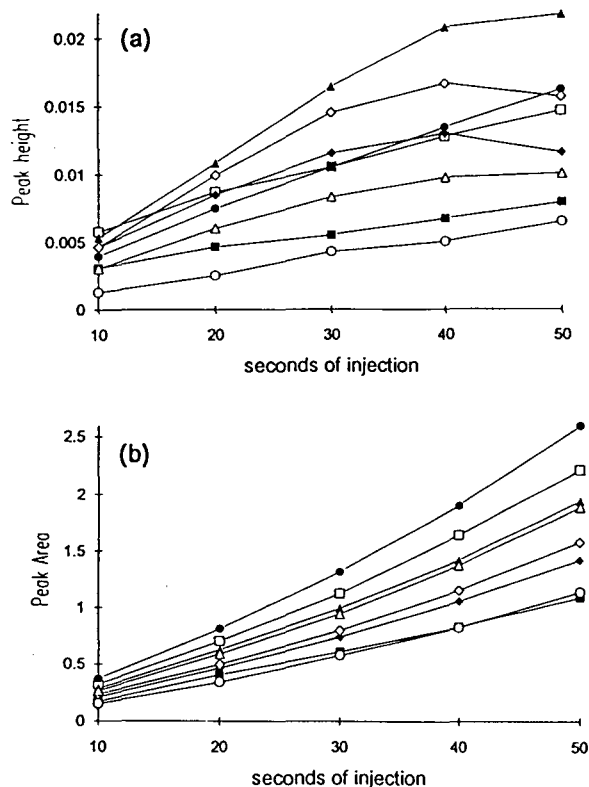 (a)
Peak height
0.02
0.015
0.01
0.005
0
10 20 30 40 50
seconds of injection
(b)
Peak Area
2.5
2
1.5
1
0.5
0
10 20 30 40 50
seconds of injection